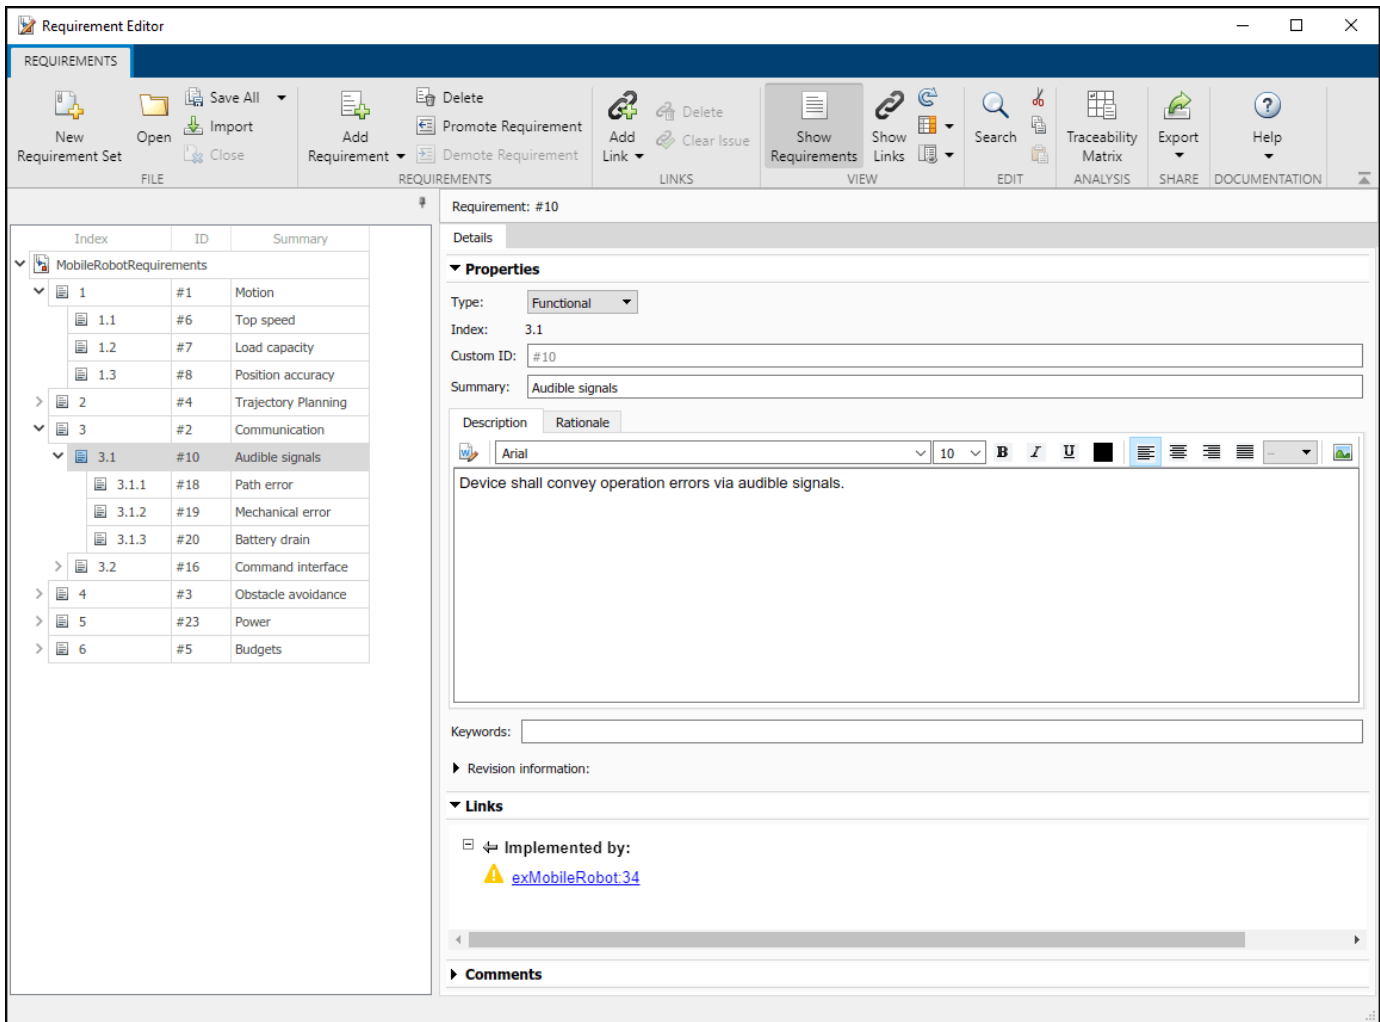 Requirement Editor
REQUIREMENTS
New Requirement Set
Open
Save All
Import
Close
FILE
Add Requirement
Delete
Promote Requirement
Demote Requirement
REQUIREMENTS
Add Link
Delete
Clear Issue
LINKS
Show Requirements
Show Links
VIEW
Search
EDIT
Traceability Matrix
ANALYSIS
Export
SHARE
Help
DOCUMENTATION
Index ID Summary
MobileRobotRequirements
1 #1 Motion
1.1 #6 Top speed
1.2 #7 Load capacity
1.3 #8 Position accuracy
2 #4 Trajectory Planning
3 #2 Communication
3.1 #10 Audible signals
3.1.1 #18 Path error
3.1.2 #19 Mechanical error
3.1.3 #20 Battery drain
3.2 #16 Command interface
4 #3 Obstacle avoidance
5 #23 Power
6 #5 Budgets
Requirement: #10
Details
Properties
Type: Functional
Index: 3.1
Custom ID: #10
Summary: Audible signals
Description Rationale
Arial 10 B I U
Device shall convey operation errors via audible signals.
Keywords:
Revision information:
Links
Implemented by:
exMobileRobot:34
Comments